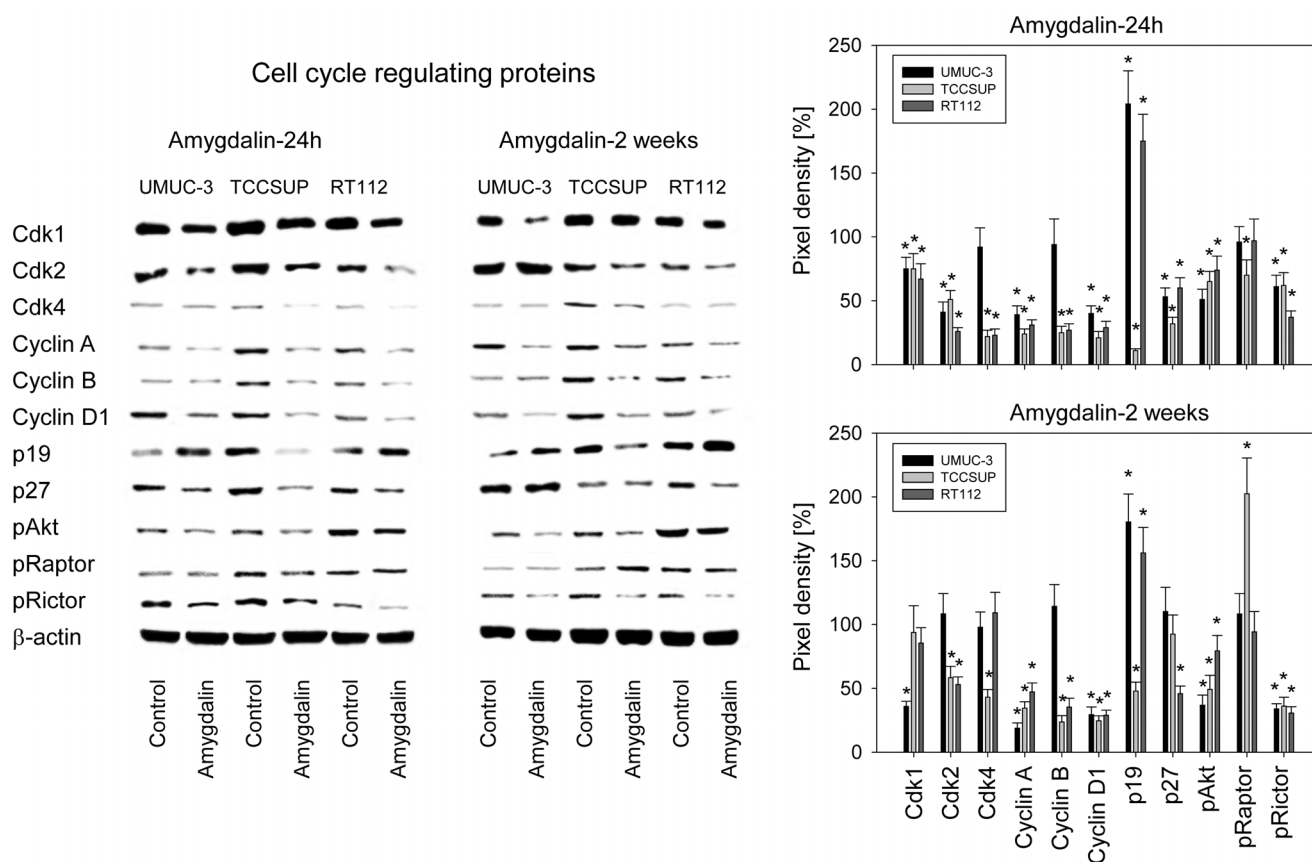 Cell cycle regulating proteins
Amygdalin-24h
UMUC-3 TCCSUP RT112
Amygdalin-2 weeks
UMUC-3 TCCSUP RT112
Cdk1
Cdk2
Cdk4
Cyclin A
Cyclin B
Cyclin D1
p19
p27
pAkt
pRaptor
pRictor
β-actin
Control
Amygdalin
Control
Amygdalin
Control
Amygdalin
Control
Amygdalin
Control
Amygdalin
Control
Amygdalin
Amygdalin-24h
Pixel density [%]
250
200
150
100
50
0
UMUC-3
TCCSUP
RT112
Amygdalin-2 weeks
Pixel density [%]
250
200
150
100
50
0
UMUC-3
TCCSUP
RT112
Cdk1
Cdk2
Cdk4
Cyclin A
Cyclin B
Cyclin D1
p19
p27
pAkt
pRaptor
pRictor